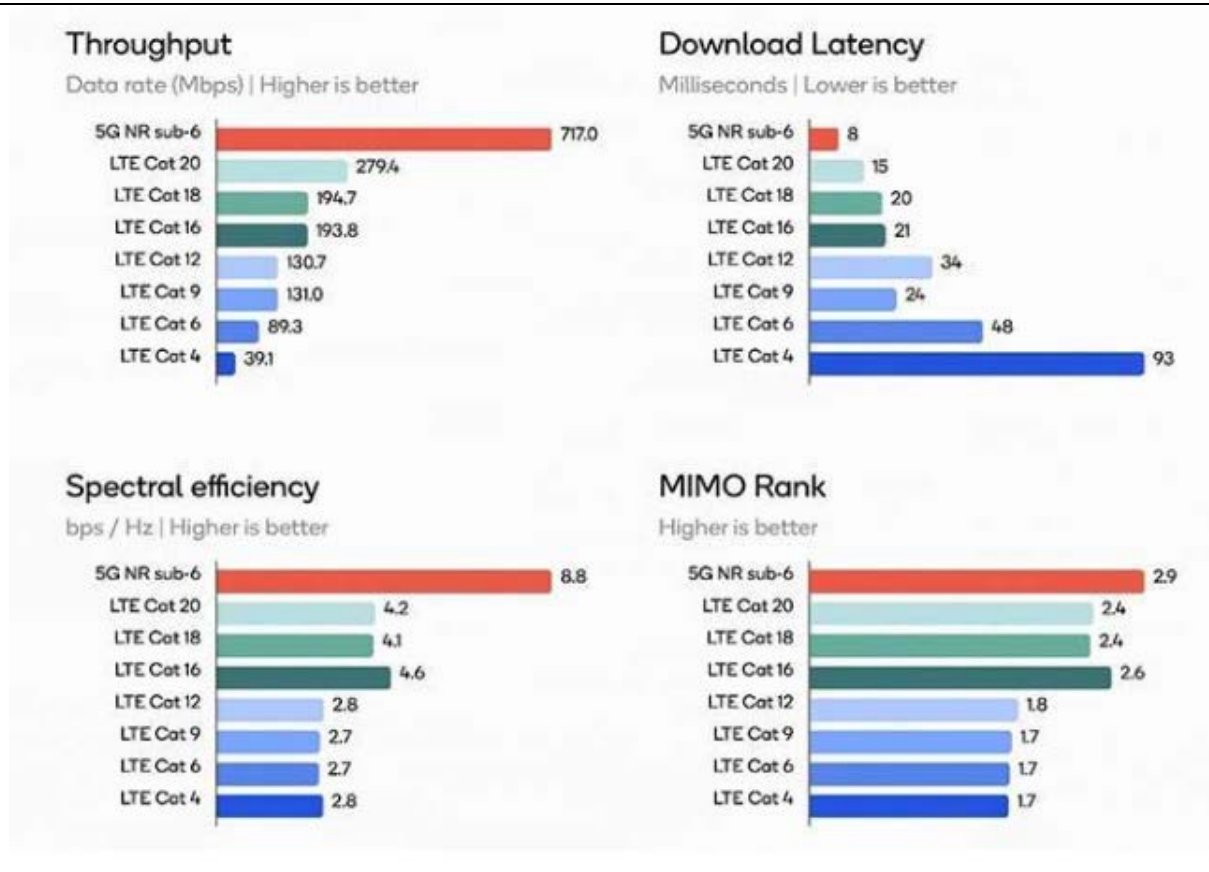 Throughput
Data rate (Mbps) | Higher is better
5G NR sub-6 717.0
LTE Cat 20 279.4
LTE Cat 18 194.7
LTE Cat 16 193.8
LTE Cat 12 130.7
LTE Cat 9 131.0
LTE Cat 6 89.3
LTE Cat 4 39.1
Download Latency
Milliseconds | Lower is better
5G NR sub-6 8
LTE Cat 20 15
LTE Cat 18 20
LTE Cat 16 21
LTE Cat 12 34
LTE Cat 9 24
LTE Cat 6 48
LTE Cat 4 93
Spectral efficiency
bps / Hz | Higher is better
5G NR sub-6 8.8
LTE Cat 20 4.2
LTE Cat 18 4.1
LTE Cat 16 4.6
LTE Cat 12 2.8
LTE Cat 9 2.7
LTE Cat 6 2.7
LTE Cat 4 2.8
MIMO Rank
Higher is better
5G NR sub-6 2.9
LTE Cat 20 2.4
LTE Cat 18 2.4
LTE Cat 16 2.6
LTE Cat 12 1.8
LTE Cat 9 1.7
LTE Cat 6 1.7
LTE Cat 4 1.7